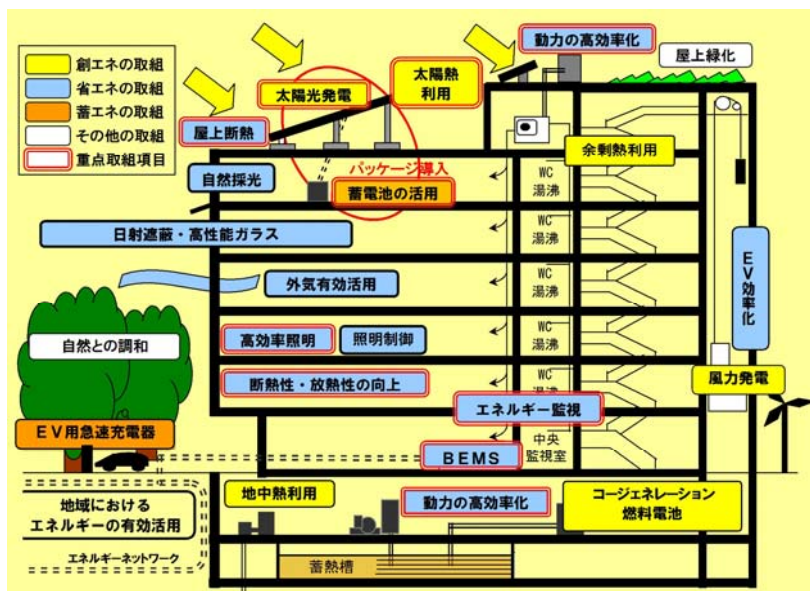 創エネの取組
省エネの取組
蓄エネの取組
その他の取組
重点取組項目
動力の高効率化
屋上緑化
太陽熱
利用
太陽光発電
屋上断熱
余剰熱利用
パッケージ導入
自然採光
蓄電池の活用
WC
湯沸
日射遮蔽・高性能ガラス
WC
湯沸
EV効率化
外気有効活用
WC
湯沸
自然との調和
高効率照明
照明制御
WC
湯沸
断熱性・放熱性の向上
WC
湯沸
風力発電
エネルギー監視
EV用急速充電器
BEMS
中央
監視室
地域における
エネルギーの有効活用
地中熱利用
動力の高効率化
コージェネレーション
燃料電池
エネルギーネットワーク
蓄熱槽